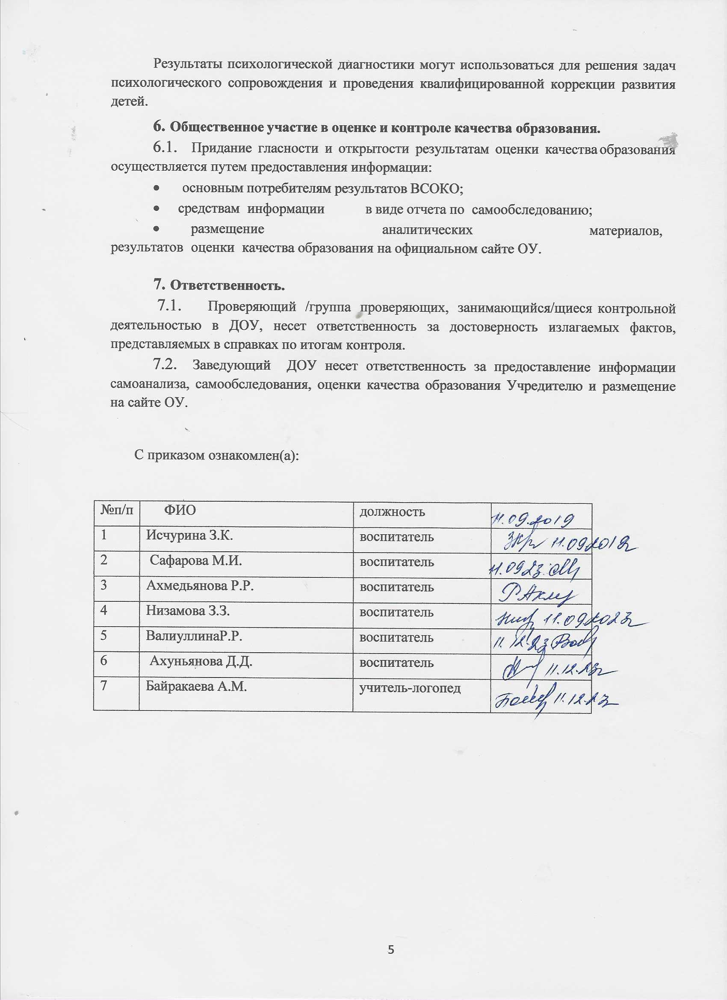 Результаты психологической диагностики могут использоваться для решения задач
психологического сопровождения и проведения квалифицированной коррекции развития
детей.
6. Общественное участие в оценке и контроле качества образования.
6.1. Придание гласности и открытости результатам оценки качества образования
осуществляется путем предоставления информации:
• основным потребителям результатов ВСОКО;
• средствам информации в виде отчета по самообследованию;
• размещение аналитических материалов,
результатов оценки качества образования на официальном сайте ОУ.
7. Ответственность.
7.1. Проверяющий /группа проверяющих, занимающийся/щиеся контрольной
деятельностью в ДОУ, несет ответственность за достоверность излагаемых фактов,
представляемых в справках по итогам контроля.
7.2. Заведующий ДОУ несет ответственность за предоставление информации
самоанализа, самообследования, оценки качества образования Учредителю и размещение
на сайте ОУ.
С приказом ознакомлен(а):
№п/п ФИО должность 11.09.2019
1 Исчурина З.К. воспитатель 11.09.2019
2 Сафарова М.И. воспитатель 11.09.23.
3 Ахмедьянова Р.Р. воспитатель
4 Низамова З.З. воспитатель 11.09.2023г
5 ВалиуллинаР.Р. воспитатель 11.12.23
6 Ахуньянова Д.Д. воспитатель 11.12.23г
7 Байракаева А.М. учитель-логопед 11.12.23г
5